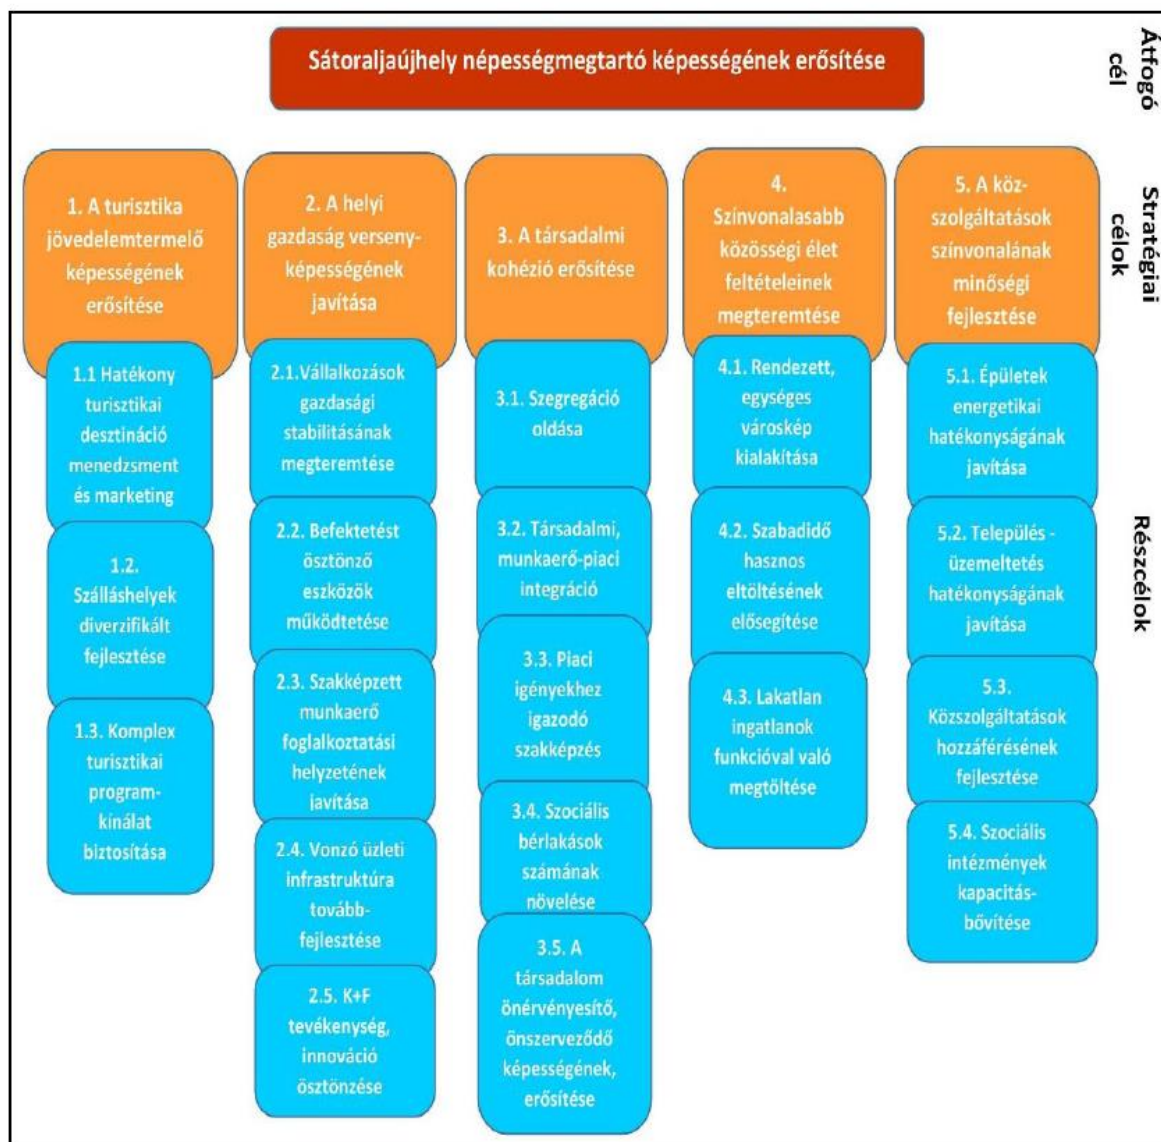 Sátoraljaújhely népességmegtartó képességének erősítése
Átfogó
cél
1. A turisztika
jövedelemtermelő
képességének
erősítése
2. A helyi
gazdaság verseny-
képességének
javítása
3. A társadalmi
kohézió erősítése
4.
Színvonalasabb
közösségi élet
feltételeinek
megteremtése
5. A köz-
szolgáltatások
színvonalának
minőségi
fejlesztése
Stratégiai
célok
1.1 Hatékony
turisztikai
desztináció
menedzsment
és marketing
1.2.
Szálláshelyek
diverzifikált
fejlesztése
1.3. Komplex
turisztikai
program-
kínálat
biztosítása
2.1.Vállalkozások
gazdasági
stabilitásának
megteremtése
2.2. Befektetést
ösztönző
eszközök
működtetése
2.3. Szakképzett
munkaerő
foglalkoztatási
helyzetének
javítása
2.4. Vonzó üzleti
infrastruktúra
tovább-
fejlesztése
2.5. K+F
tevékenység,
innováció
ösztönzése
3.1. Szegregáció
oldása
3.2. Társadalmi,
munkaerő-piaci
integráció
3.3. Piaci
igényekhez
igazodó
szakképzés
3.4. Szociális
bérlakások
számának
növelése
3.5. A
társadalom
önérvényesítő,
önszerveződő
képességének,
erősítése
4.1. Rendezett,
egységes
városkép
kialakítása
4.2. Szabadidő
hasznos
eltöltésének
elősegítése
4.3. Lakatlan
ingatlanok
funkcióval való
megtöltése
5.1. Épületek
energetikai
hatékonyságának
javítása
5.2. Település -
üzemeltetés
hatékonyságának
javítása
5.3.
Közszolgáltatások
hozzáférésének
fejlesztése
5.4. Szociális
intézmények
kapacitás-
bővítése
Részcélok